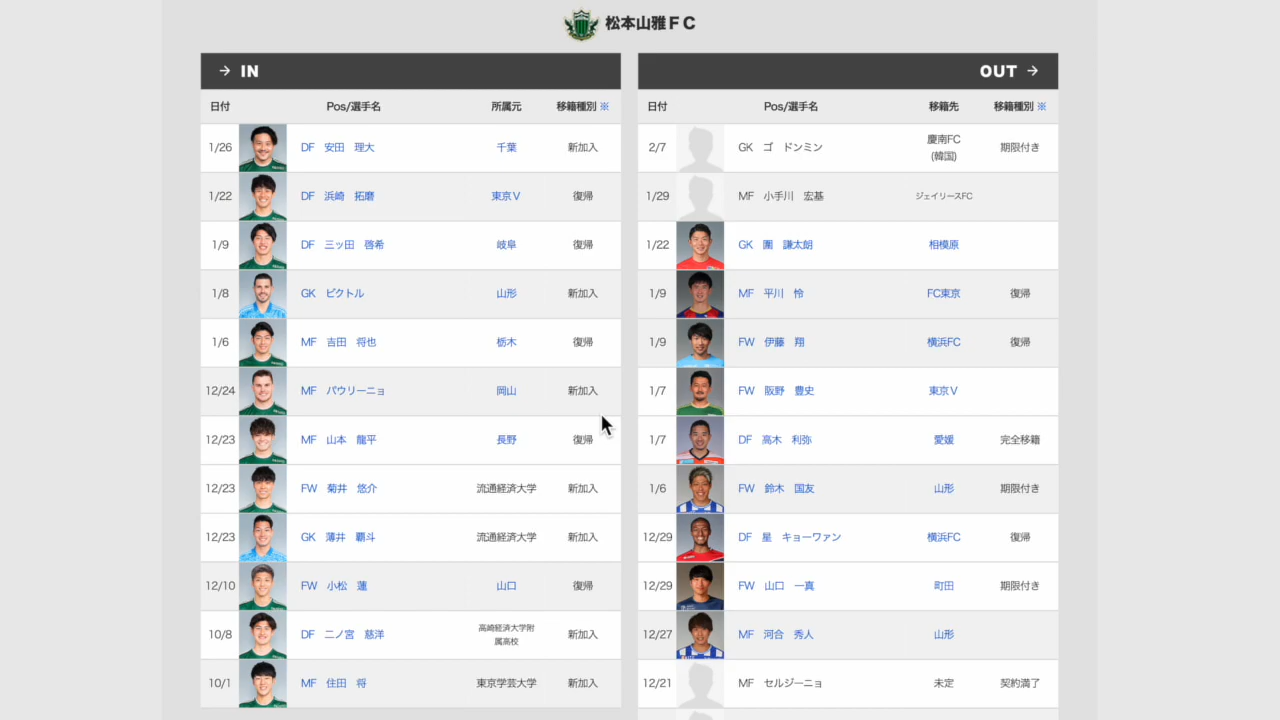 松本山雅ＦＣ
→ IN
日付 Pos/選手名 所属元 移籍種別 ※
1/26 DF 安田 理大 千葉 新加入
1/22 DF 浜崎 拓磨 東京Ｖ 復帰
1/9 DF 三ッ田 啓希 岐阜 復帰
1/8 GK ビクトル 山形 新加入
1/6 MF 吉田 将也 栃木 復帰
12/24 MF パウリーニョ 岡山 新加入
12/23 MF 山本 龍平 長野 復帰
12/23 FW 菊井 悠介 流通経済大学 新加入
12/23 GK 薄井 覇斗 流通経済大学 新加入
12/10 FW 小松 蓮 山口 復帰
10/8 DF 二ノ宮 慈洋 高崎経済大学附
属高校 新加入
10/1 MF 住田 将 東京学芸大学 新加入
OUT →
日付 Pos/選手名 移籍先 移籍種別 ※
2/7 GK ゴ ドンミン 慶南FC
(韓国) 期限付き
1/29 MF 小手川 宏基 ジェイリースFC
1/22 GK 圍 謙太朗 相模原
1/9 MF 平川 怜 FC東京 復帰
1/9 FW 伊藤 翔 横浜FC 復帰
1/7 FW 阪野 豊史 東京Ｖ
1/7 DF 高木 利弥 愛媛 完全移籍
1/6 FW 鈴木 国友 山形 期限付き
12/29 DF 星 キョーワァン 横浜FC 復帰
12/29 FW 山口 一真 町田 期限付き
12/27 MF 河合 秀人 山形
12/21 MF セルジーニョ 未定 契約満了